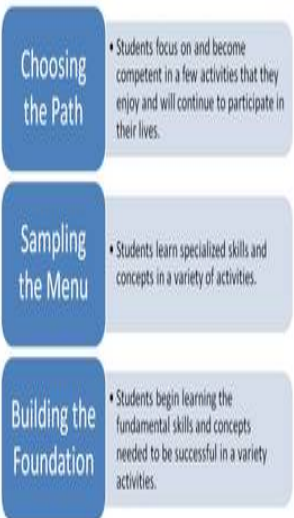 Choosing
the Path
• Students focus on and become
competent in a few activities that they
enjoy and will continue to participate in
their lives.
Sampling
the Menu
• Students learn specialized skills and
concepts in a variety of activities.
Building the
Foundation
• Students begin learning the
fundamental skills and concepts
needed to be successful in a variety
activities.